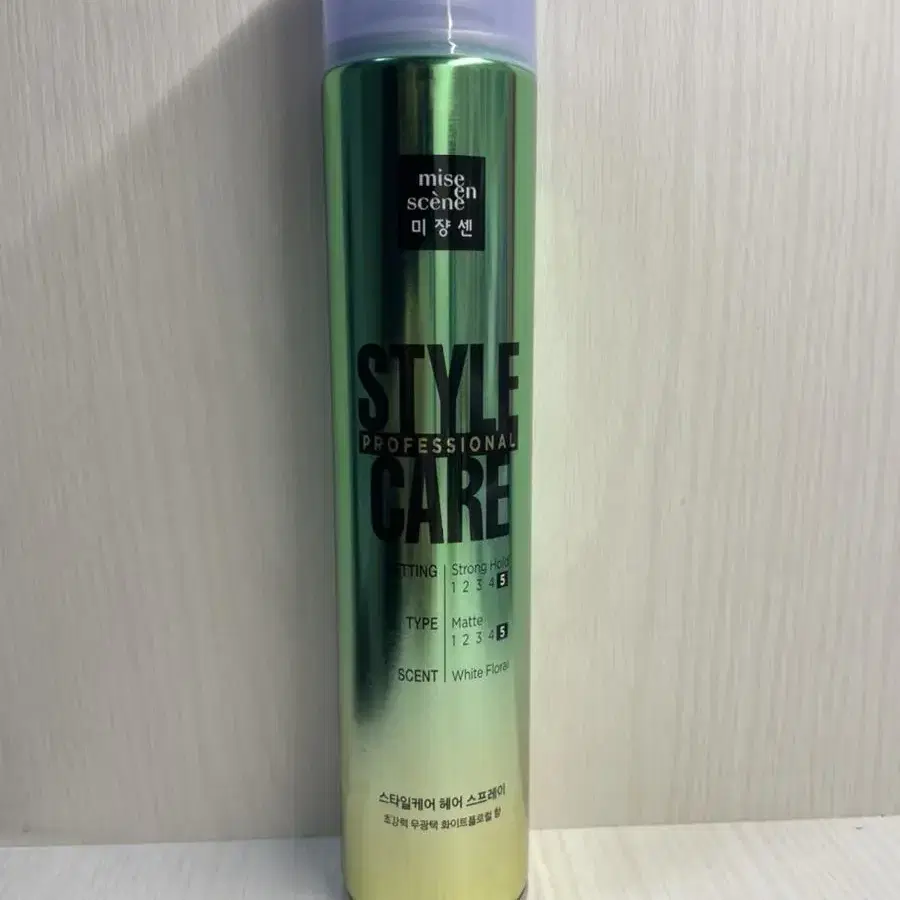 mise
en
scène
미쟝센
STYLE
PROFESSIONAL
CARE
ETTING Strong Hold
1 2 3 4 5
TYPE Matte
1 2 3 4 5
SCENT White Floral
스타일케어 헤어 스프레이
초강력 무광택 화이트플로럴 향